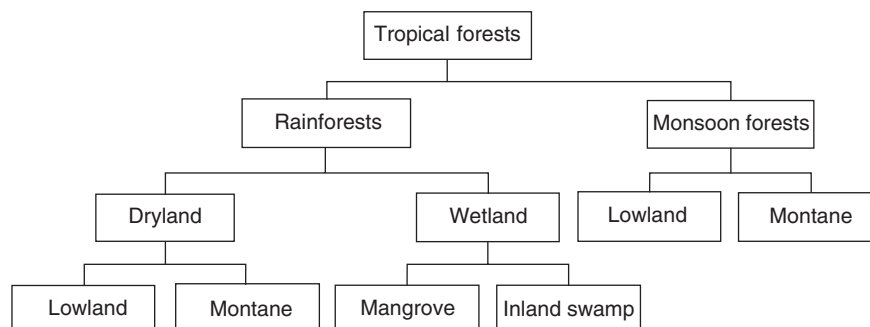 Tropical forests
Rainforests
Monsoon forests
Dryland
Wetland
Lowland
Montane
Lowland
Montane
Mangrove
Inland swamp